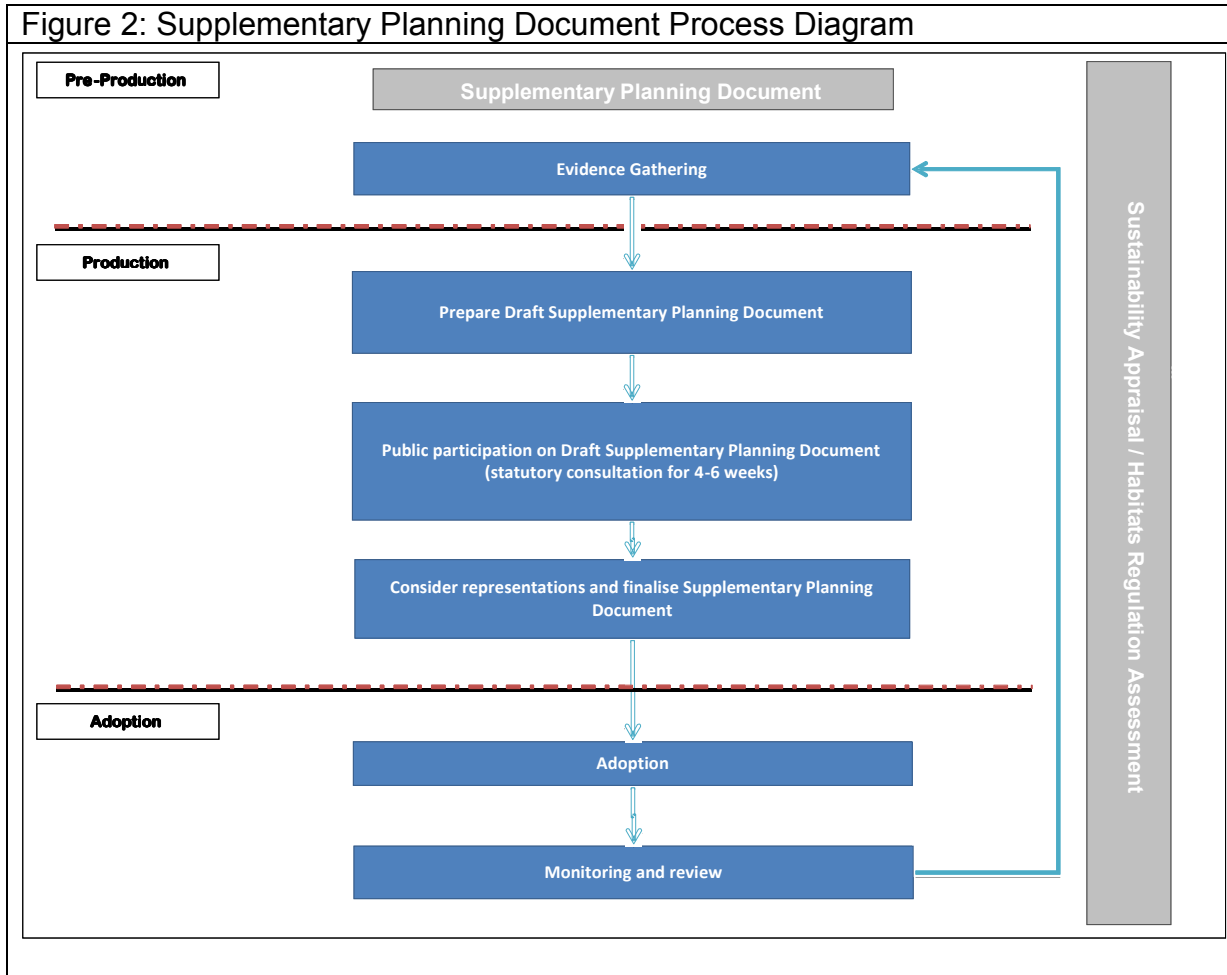 Figure 2: Supplementary Planning Document Process Diagram
Pre-Production
Supplementary Planning Document
Evidence Gathering
Production
Prepare Draft Supplementary Planning Document
Public participation on Draft Supplementary Planning Document
(statutory consultation for 4-6 weeks)
Consider representations and finalise Supplementary Planning
Document
Adoption
Adoption
Monitoring and review
Sustainability Appraisal / Habitats Regulation Assessment